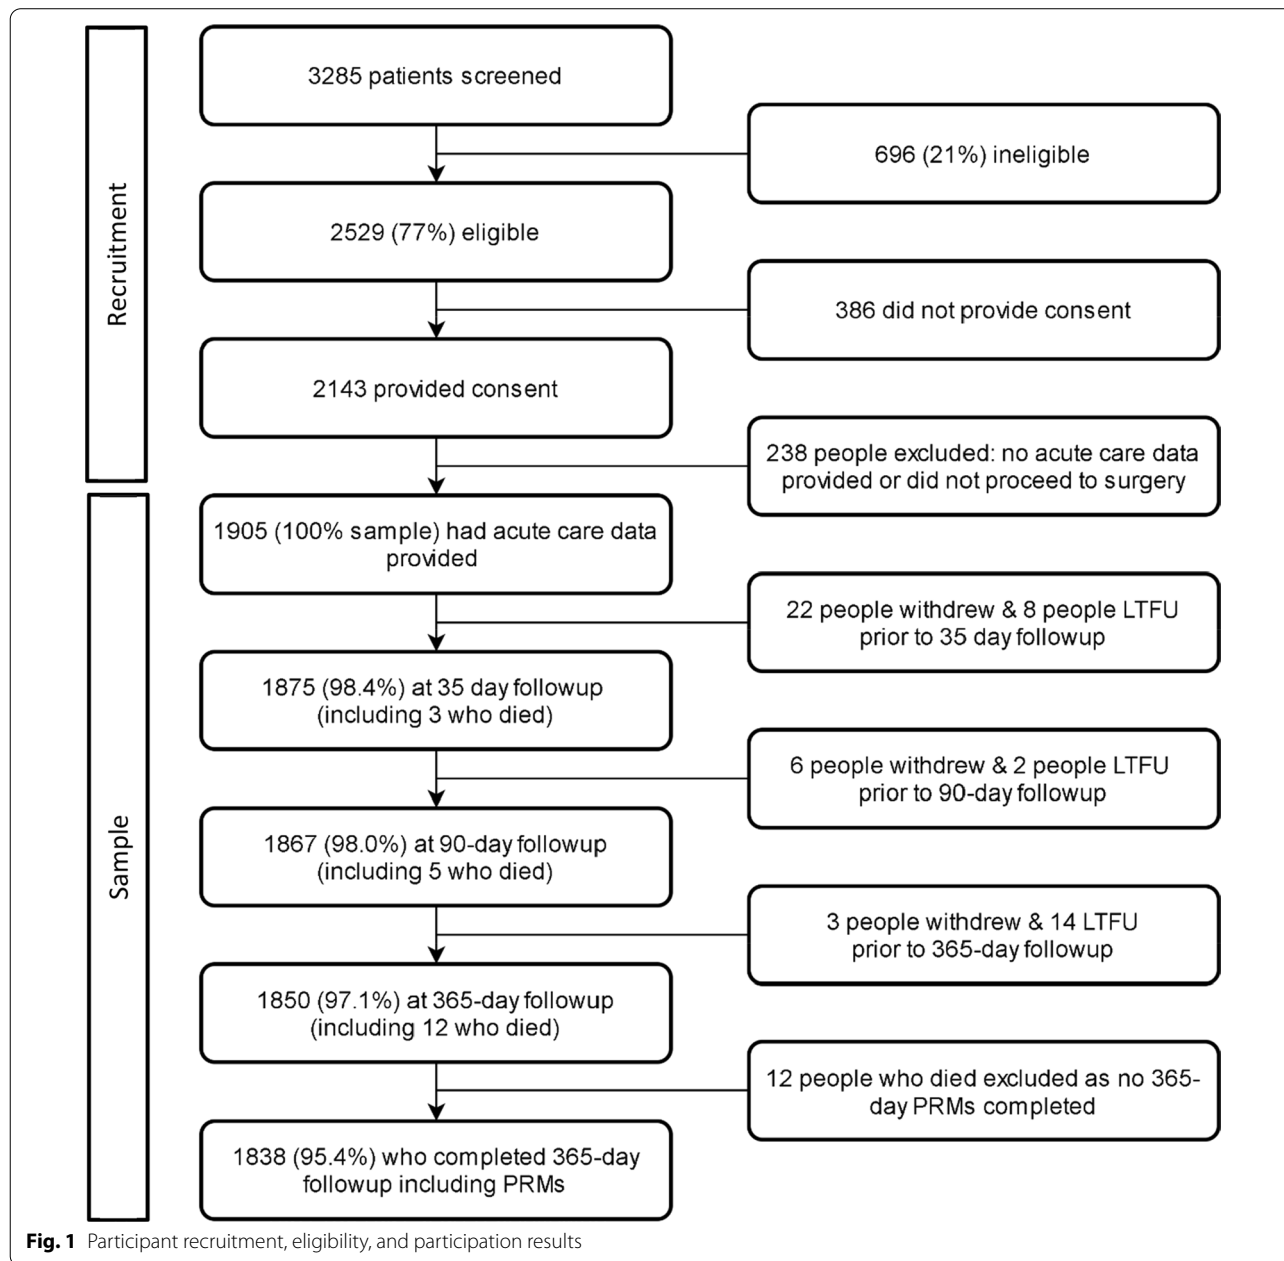 Recruitment
3285 patients screened
696 (21%) ineligible
2529 (77%) eligible
386 did not provide consent
2143 provided consent
238 people excluded: no acute care data
provided or did not proceed to surgery
Sample
1905 (100% sample) had acute care data
provided
22 people withdrew & 8 people LTFU
prior to 35 day followup
1875 (98.4%) at 35 day followup
(including 3 who died)
6 people withdrew & 2 people LTFU
prior to 90-day followup
1867 (98.0%) at 90-day followup
(including 5 who died)
3 people withdrew & 14 LTFU
prior to 365-day followup
1850 (97.1%) at 365-day followup
(including 12 who died)
12 people who died excluded as no 365-
day PRMs completed
1838 (95.4%) who completed 365-day
followup including PRMs
Fig. 1 Participant recruitment, eligibility, and participation results